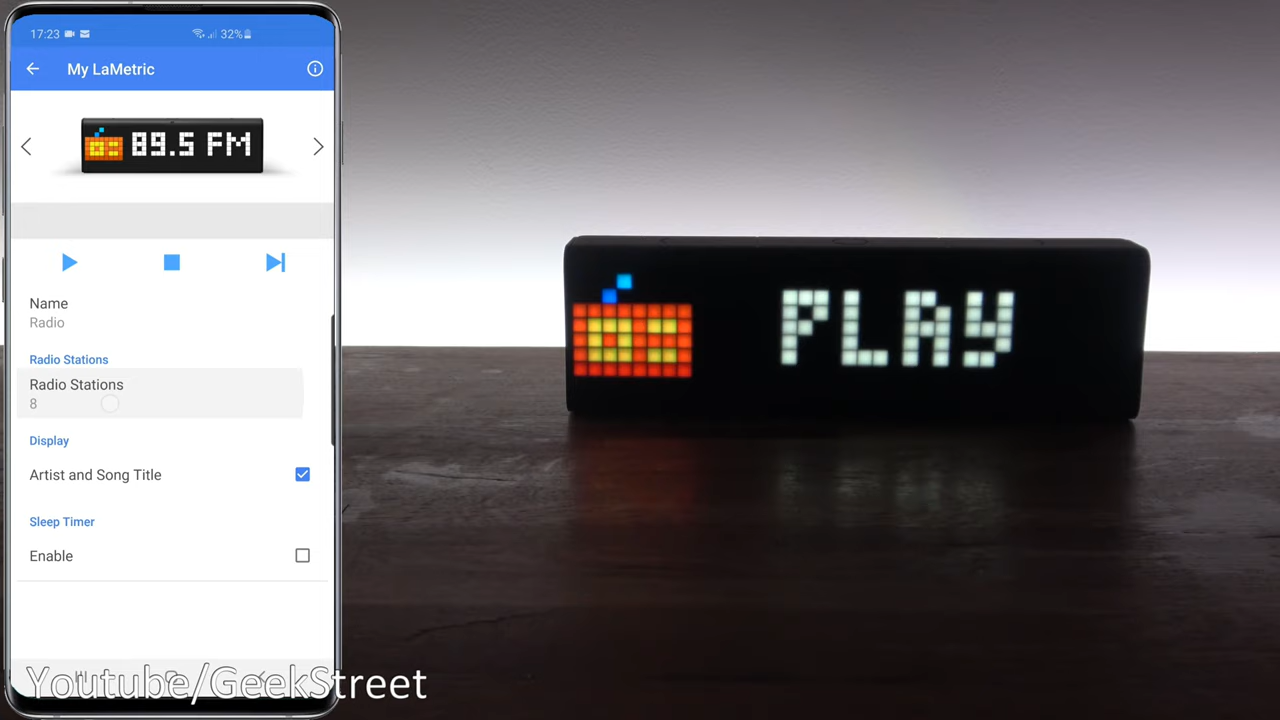 17:23
32%
My LaMetric
89.5 FM
Name
Radio
Radio Stations
Radio Stations
8
Display
Artist and Song Title
Sleep Timer
Enable
PLAY
Youtube/GeekStreet